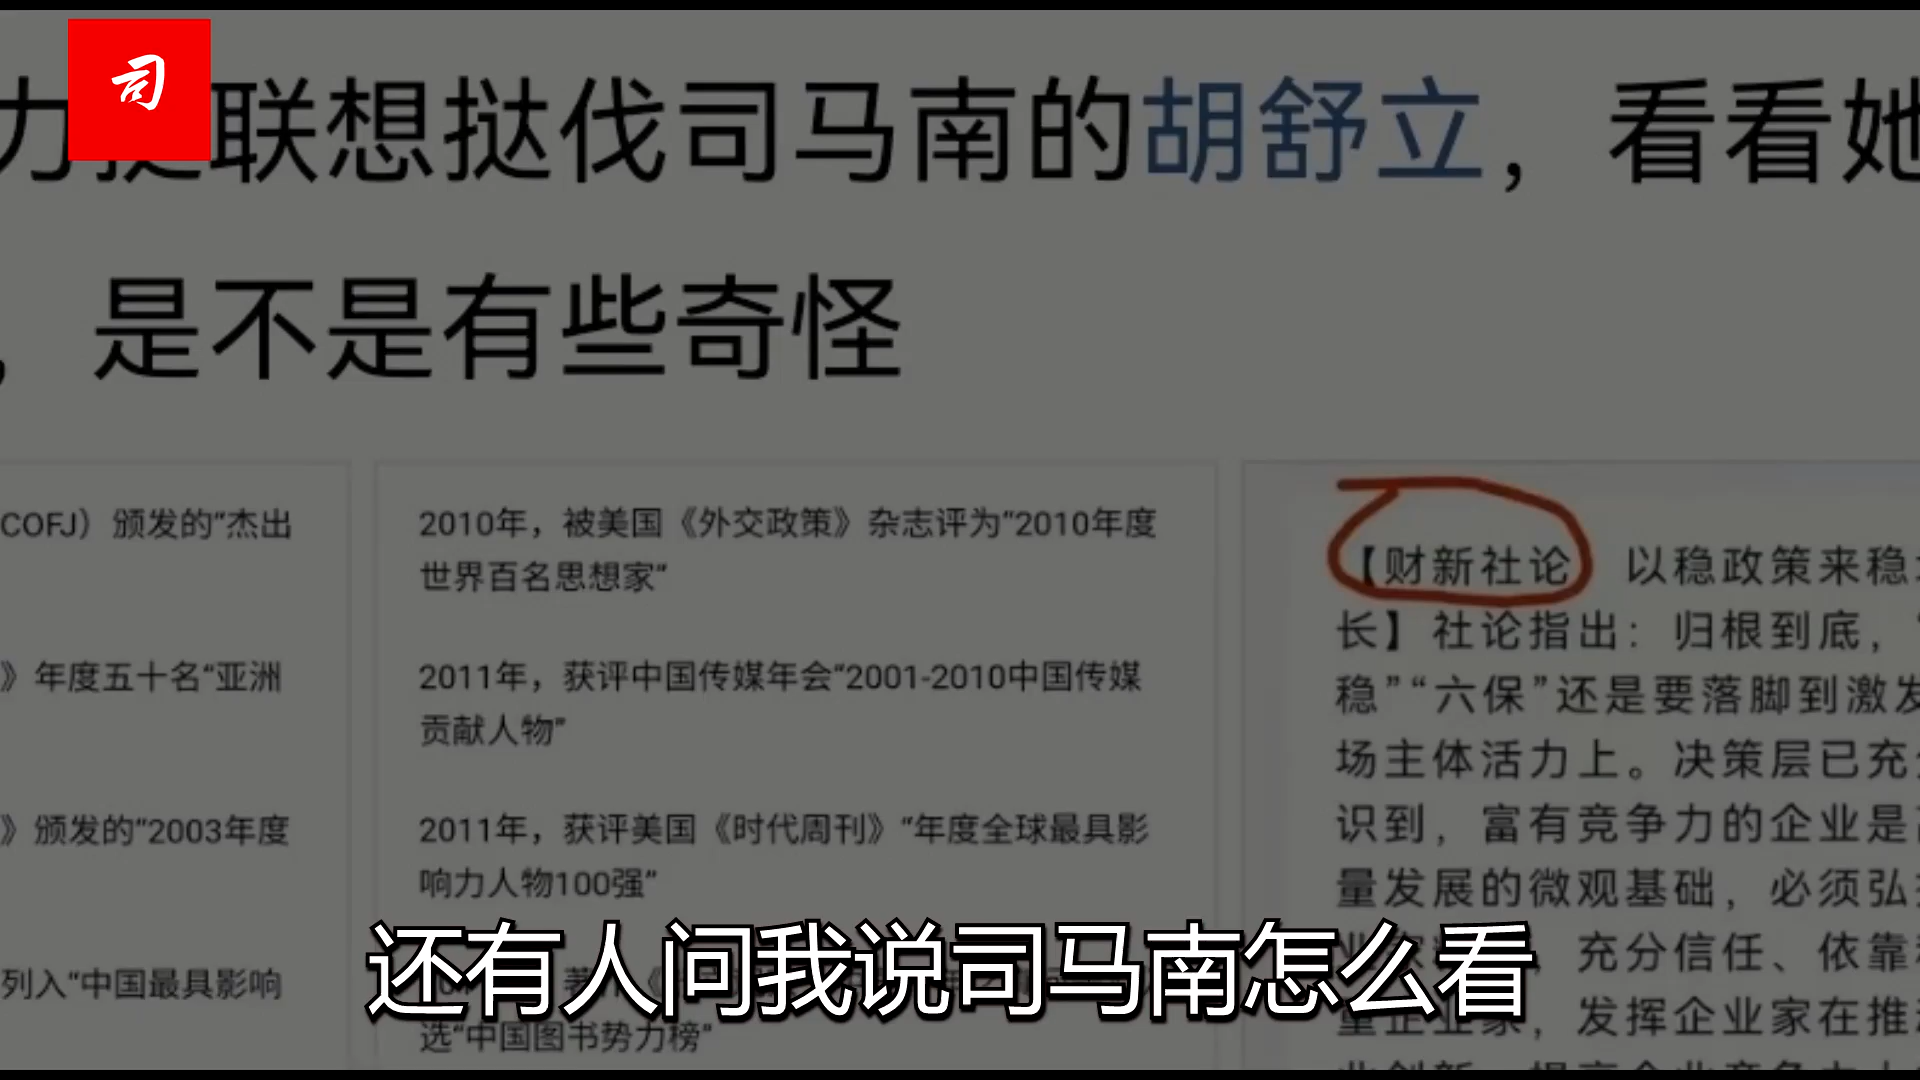 司
力挺联想挞伐司马南的胡舒立，看看她
，是不是有些奇怪
COFJ）颁发的“杰出
》年度五十名“亚洲
》颁发的“2003年度
列入“中国最具影响
2010年，被美国《外交政策》杂志评为“2010年度
世界百名思想家”
2011年，获评中国传媒年会“2001-2010中国传媒
贡献人物”
2011年，获评美国《时代周刊》“年度全球最具影
响力人物100强”
选“中国图书势力榜”
【财新社论 以稳政策来稳
长】社论指出：归根到底，
稳”“六保”还是要落脚到激发
场主体活力上。决策层已充
识到，富有竞争力的企业是
量发展的微观基础，必须弘
充分信任、依靠
重企业家，发挥企业家在推
还有人问我说司马南怎么看